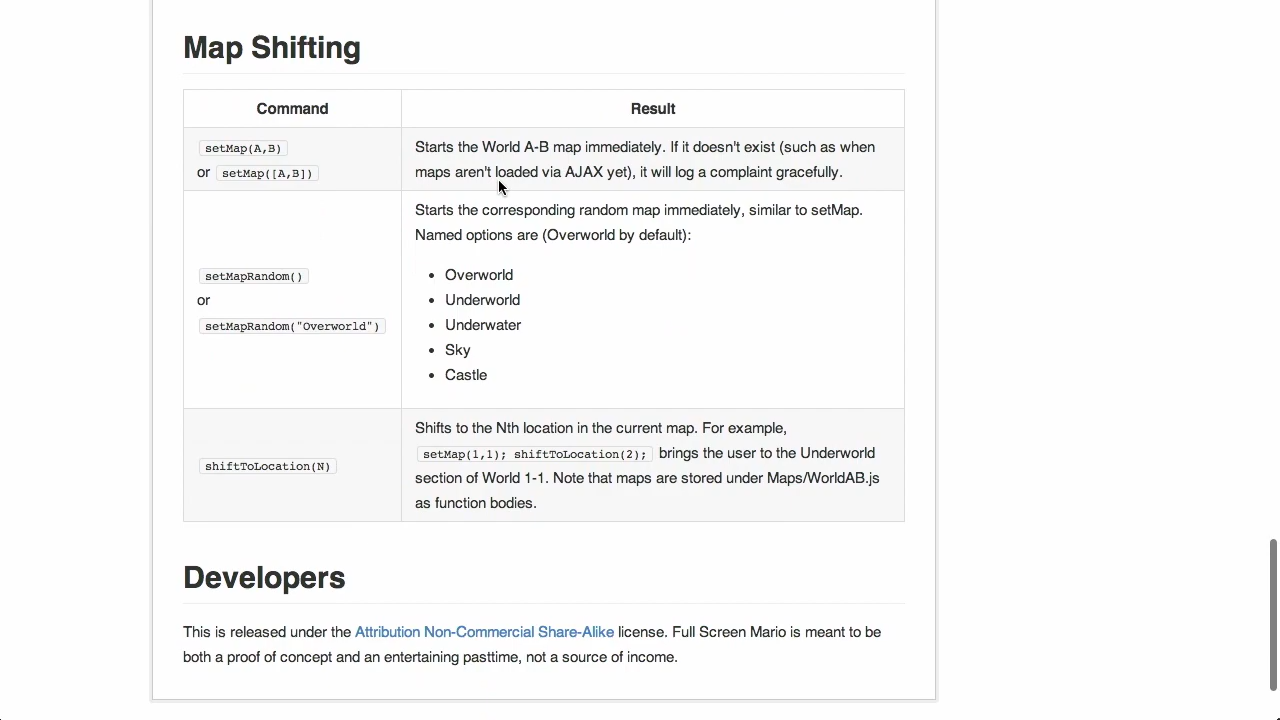 Map Shifting
Command Result
setMap(A,B)
or setMap([A,B])
Starts the World A-B map immediately. If it doesn't exist (such as when
maps aren't loaded via AJAX yet), it will log a complaint gracefully.
setMapRandom()
or
setMapRandom("Overworld")
Starts the corresponding random map immediately, similar to setMap.
Named options are (Overworld by default):
• Overworld
• Underworld
• Underwater
• Sky
• Castle
shiftToLocation(N)
Shifts to the Nth location in the current map. For example,
setMap(1,1); shiftToLocation(2); brings the user to the Underworld
section of World 1-1. Note that maps are stored under Maps/WorldAB.js
as function bodies.
Developers
This is released under the Attribution Non-Commercial Share-Alike license. Full Screen Mario is meant to be
both a proof of concept and an entertaining pasttime, not a source of income.